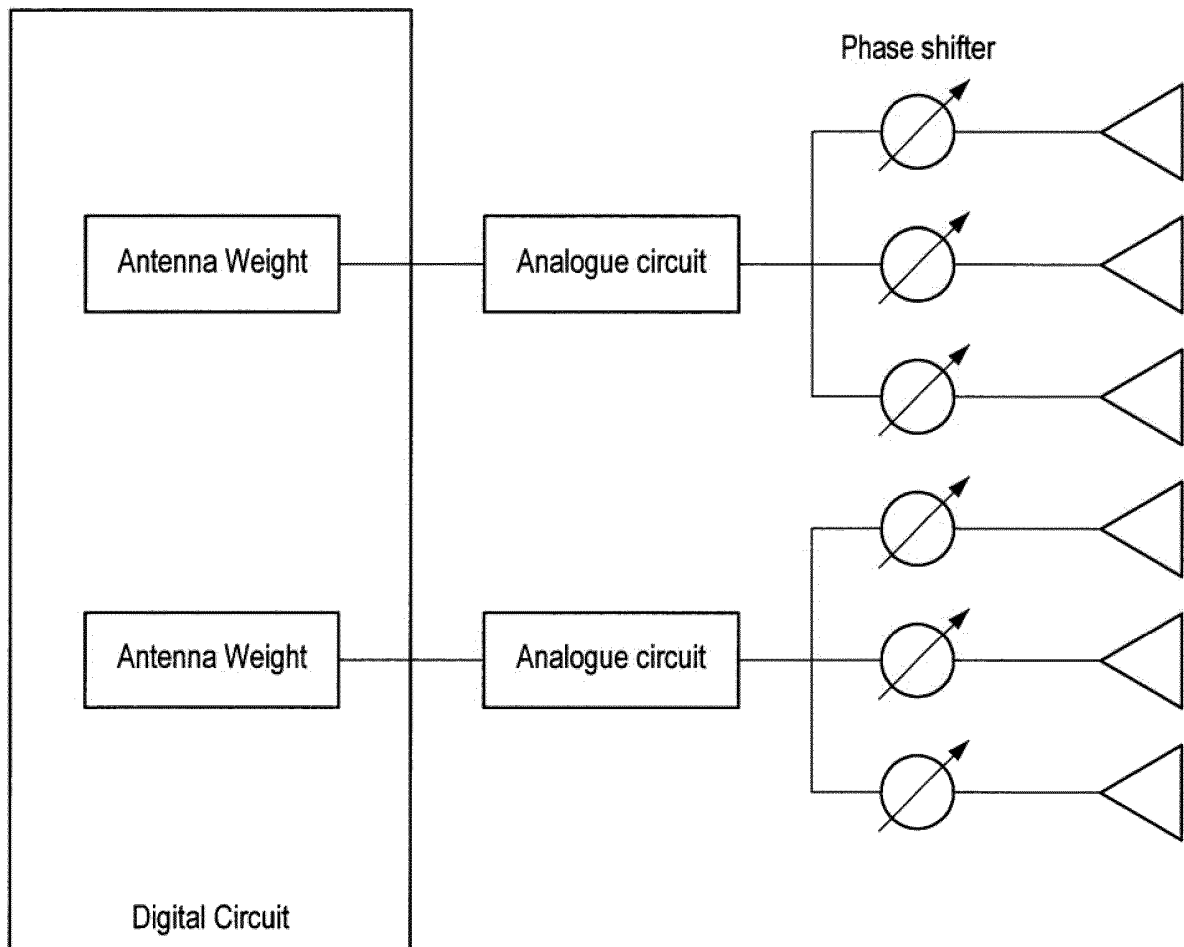 Phase shifter
Antenna Weight
Analogue circuit
Antenna Weight
Analogue circuit
Digital Circuit